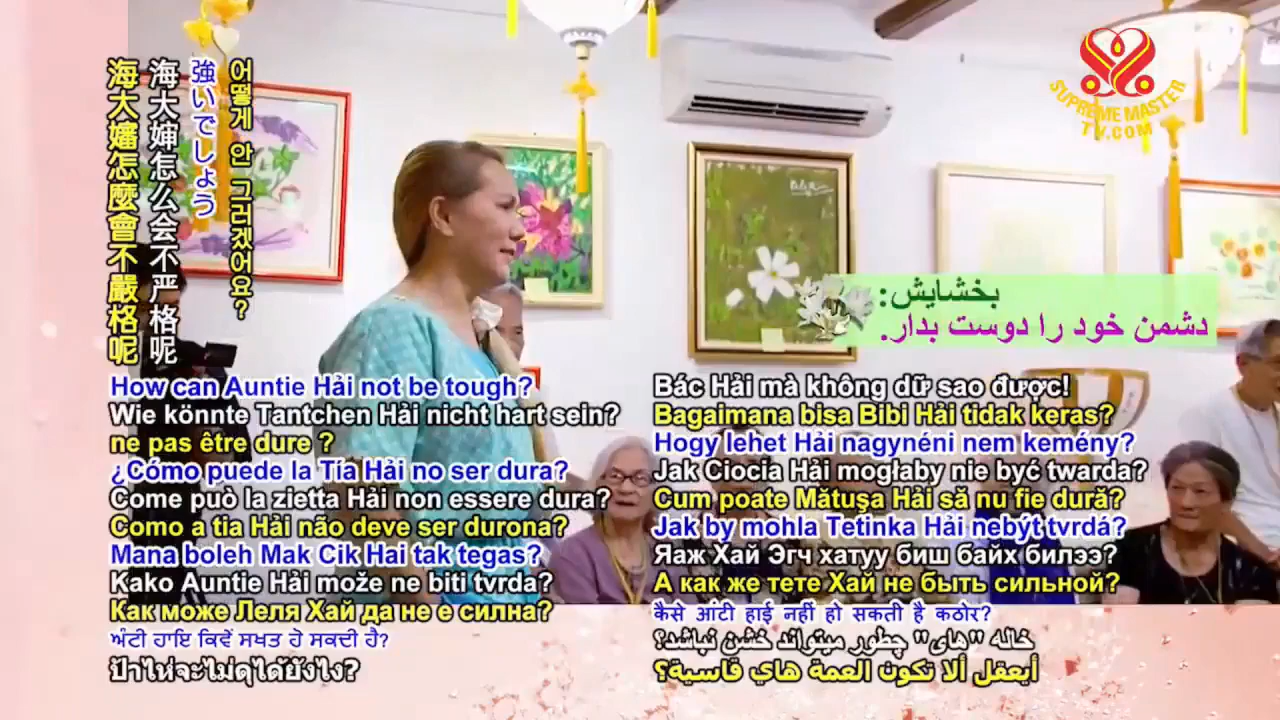 SUPREME MASTER
TV.COM
어떻게 안 그러겠어요?
強いでしょう
海大婶怎么会不严格呢
海大嬸怎麼會不嚴格呢
بخشایش:
دشمن خود را دوست بدار.
How can Auntie Hải not be tough?
Wie könnte Tantchen Hải nicht hart sein?
ne pas être dure ?
¿Cómo puede la Tía Hải no ser dura?
Come può la zietta Hải non essere dura?
Como a tia Hải não deve ser durona?
Mana boleh Mak Cik Hai tak tegas?
Kako Auntie Hải može ne biti tvrda?
Как може Леля Хай да не е силна?
ਅੰਟੀ ਹਾਇ ਕਿਵੇਂ ਸਖਤ ਹੋ ਸਕਦੀ ਹੈ?
ป้าไห่จะไม่ดุได้ยังไง?
Bác Hải mà không dữ sao được!
Bagaimana bisa Bibi Hải tidak keras?
Hogy lehet Hải nagynéni nem kemény?
Jak Ciocia Hải mogłaby nie być twarda?
Cum poate Mătuşa Hải să nu fie dură?
Jak by mohla Tetinka Hải nebýt tvrdá?
Яаж Хай Эгч хатуу биш байх билээ?
А как же тете Хай не быть сильной?
कैसे आंटी हाई नहीं हो सकती है कठोर?
خاله "های" چطور میتواند خشن نباشد؟
أيعقل ألا تكون العمة هاي قاسية؟